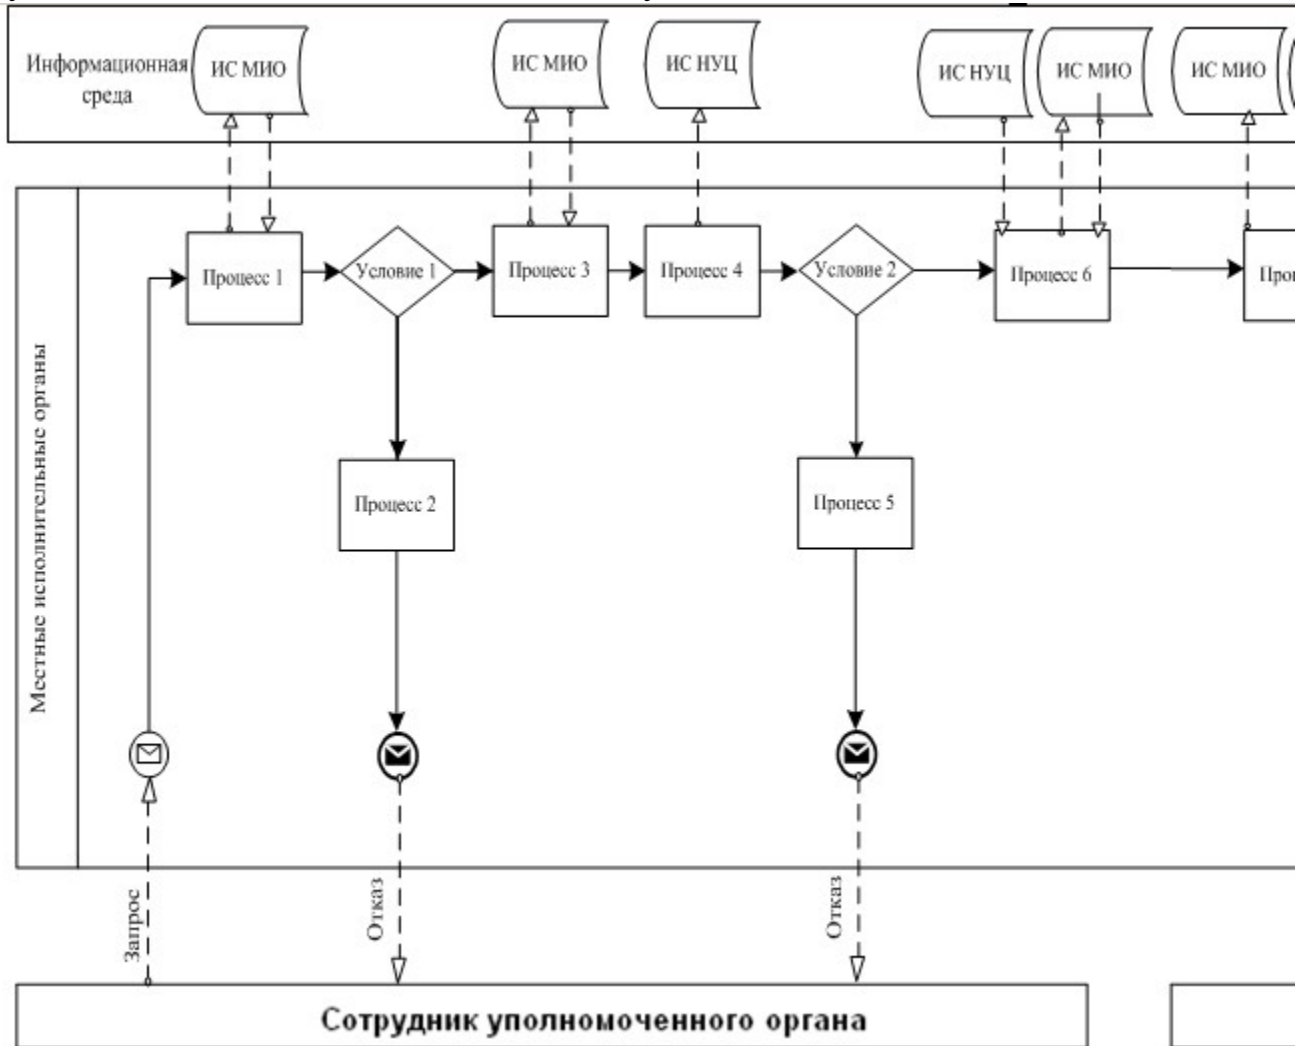 Информационная
среда
ИС МИО
ИС МИО
ИС НУЦ
ИС НУЦ
ИС МИО
ИС МИО
Местные исполнительные органы
Процесс 1
Условие 1
Процесс 3
Процесс 4
Условие 2
Процесс 6
Процесс 2
Процесс 5
Запрос
Отказ
Отказ
Сотрудник уполномоченного органа